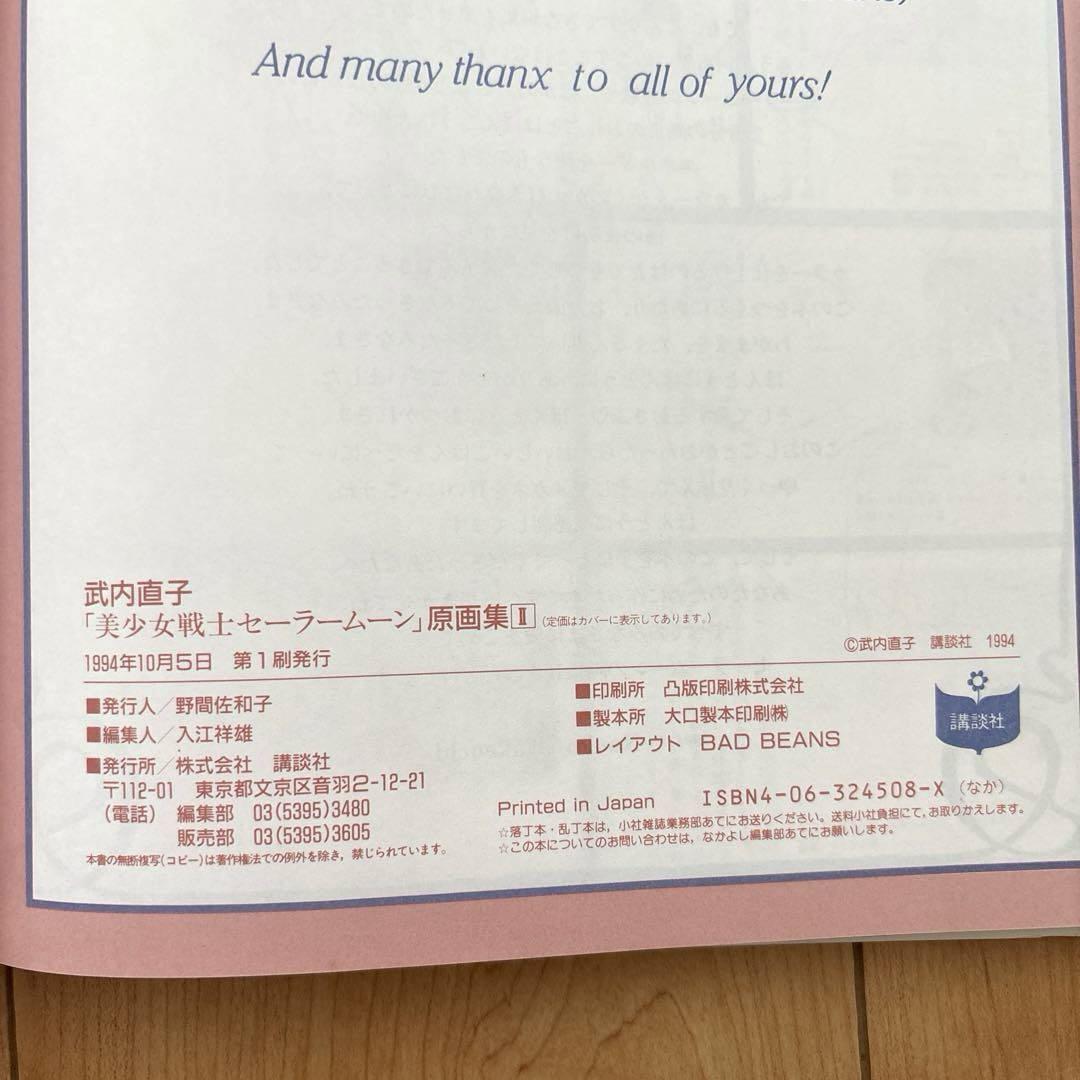 And many thanx to all of yours!
武内直子
「美少女戦士セーラームーン」原画集Ⅱ（定価はカバーに表示してあります。）
1994年10月5日 第1刷発行
©武内直子 講談社 1994
■発行人／野間佐和子
■編集人／入江祥雄
■発行所／株式会社 講談社
〒112-01 東京都文京区音羽2-12-21
（電話） 編集部 03(5395)3480
販売部 03(5395)3605
本書の無断複写（コピー）は著作権法での例外を除き，禁じられています。
■印刷所 凸版印刷株式会社
■製本所 大口製本印刷㈱
■レイアウト BAD BEANS
講談社
Printed in Japan ISBN4-06-324508-X（なか）
☆落丁本・乱丁本は，小社雑誌業務部あてにお送りください。送料小社負担にて，お取りかえします。
☆この本についてのお問い合わせは，なかよし編集部あてにお願いします。